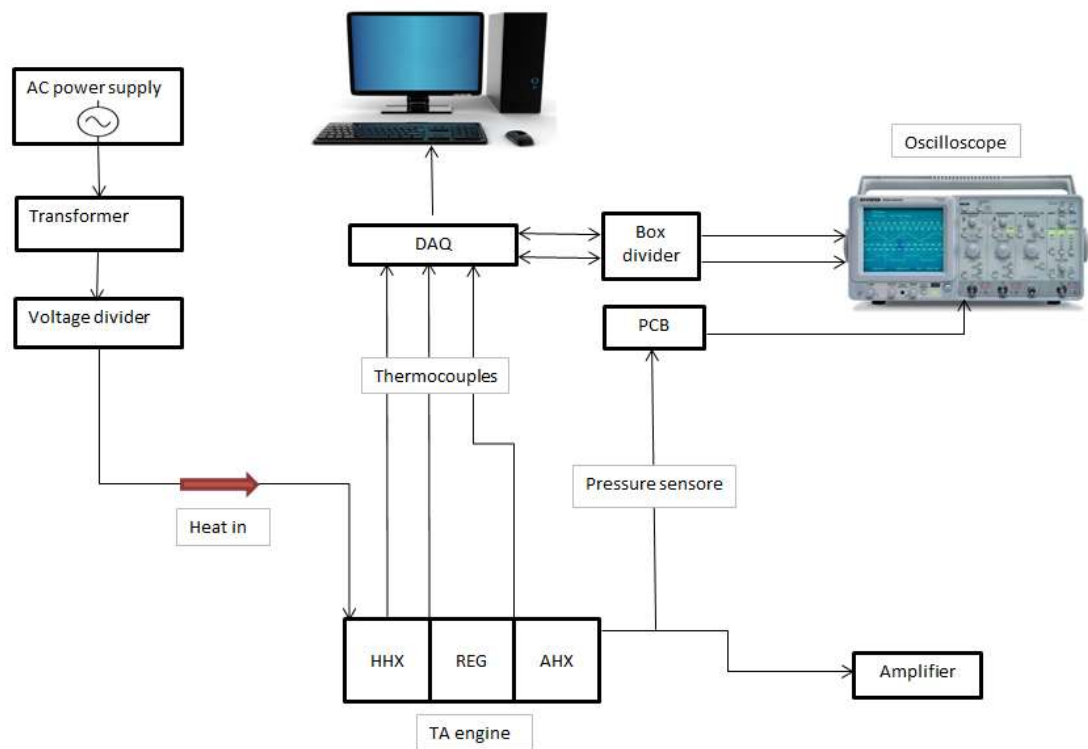 AC power supply
Oscilloscope
Transformer
DAQ
Box
divider
Voltage divider
PCB
Thermocouples
Pressure sensore
Heat in
HHX
REG
AHX
Amplifier
TA engine